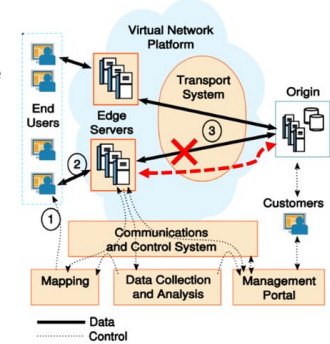 Virtual Network
Platform
Transport
System
Origin
End
Users
Edge
Servers
3
2
1
Customers
Communications
and Control System
Mapping
Data Collection
and Analysis
Management
Portal
Data
Control